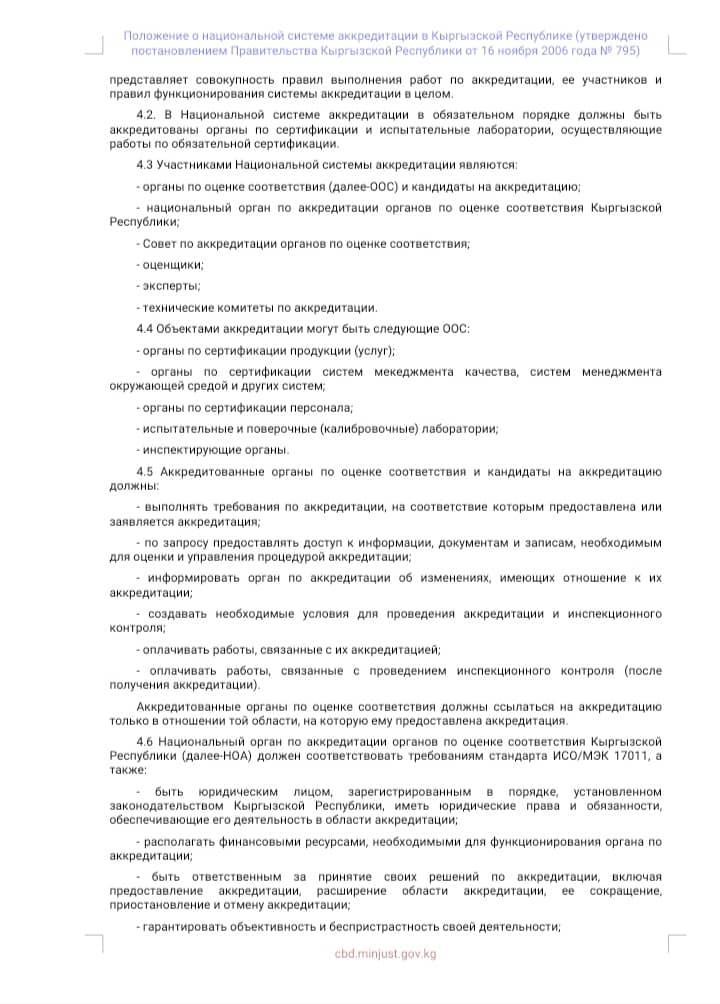 Положение о национальной системе аккредитации в Кыргызской Республике (утверждено
постановлением Правительства Кыргызской Республики от 16 ноября 2006 года № 795)
представляет совокупность правил выполнения работ по аккредитации, ее участников и
правил функционирования системы аккредитации в целом.
4.2. В Национальной системе аккредитации в обязательном порядке должны быть
аккредитованы органы по сертификации и испытательные лаборатории, осуществляющие
работы по обязательной сертификации.
4.3 Участниками Национальной системы аккредитации являются:
- органы по оценке соответствия (далее-ООС) и кандидаты на аккредитацию;
- национальный орган по аккредитации органов по оценке соответствия Кыргызской
Республики;
- Совет по аккредитации органов по оценке соответствия;
- оценщики;
- эксперты;
- технические комитеты по аккредитации.
4.4 Объектами аккредитации могут быть следующие ООС:
- органы по сертификации продукции (услуг);
- органы по сертификации систем мекеджмента качества, систем менеджмента
окружающей средой и других систем;
- органы по сертификации персонала;
- испытательные и поверочные (калибровочные) лаборатории;
- инспектирующие органы.
4.5 Аккредитованные органы по оценке соответствия и кандидаты на аккредитацию
должны:
- выполнять требования по аккредитации, на соответствие которым предоставлена или
заявляется аккредитация;
- по запросу предоставлять доступ к информации, документам и записям, необходимым
для оценки и управления процедурой аккредитации;
- информировать орган по аккредитации об изменениях, имеющих отношение к их
аккредитации;
- создавать необходимые условия для проведения аккредитации и инспекционного
контроля;
- оплачивать работы, связанные с их аккредитацией;
- оплачивать работы, связанные с проведением инспекционного контроля (после
получения аккредитации).
Аккредитованные органы по оценке соответствия должны ссылаться на аккредитацию
только в отношении той области, на которую ему предоставлена аккредитация.
4.6 Национальный орган по аккредитации органов по оценке соответствия Кыргызской
Республики (далее-НОА) должен соответствовать требованиям стандарта ИСО/МЭК 17011, а
также:
- быть юридическим лицом, зарегистрированным в порядке, установленном
законодательством Кыргызской Республики, иметь юридические права и обязанности,
обеспечивающие его деятельность в области аккредитации;
- располагать финансовыми ресурсами, необходимыми для функционирования органа по
аккредитации;
- быть ответственным за принятие своих решений по аккредитации, включая
предоставление аккредитации, расширение области аккредитации, ее сокращение,
приостановление и отмену аккредитации;
- гарантировать объективность и беспристрастность своей деятельности;
cbd.minjust.gov.kg